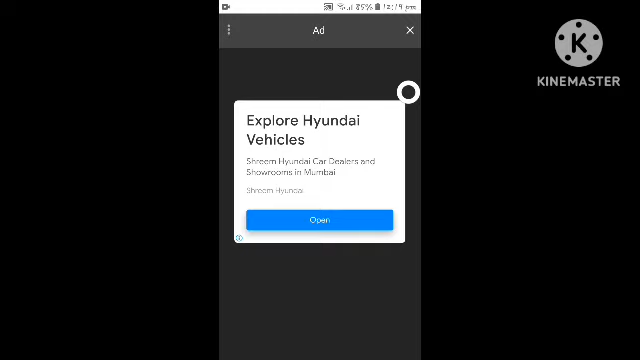 Ad
K
KINEMASTER
Explore Hyundai
Vehicles
Shreem Hyundai Car Dealers and
Showrooms in Mumbai
Shreem Hyundai
Open